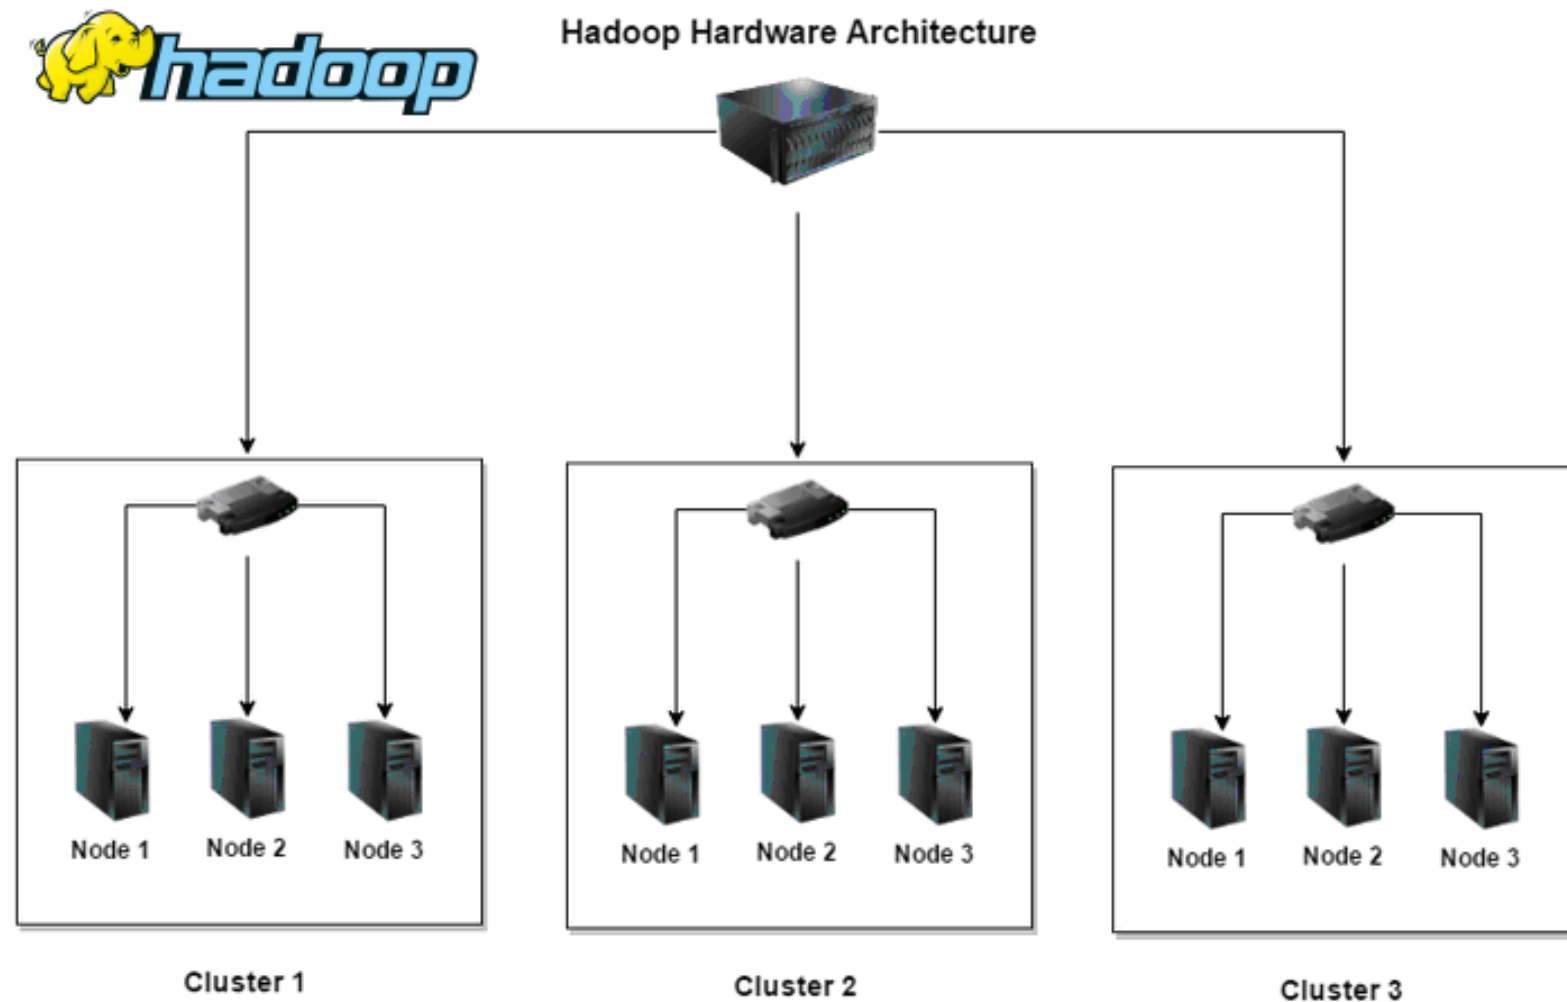 hadoop
Hadoop Hardware Architecture
Node 1
Node 2
Node 3
Cluster 1
Node 1
Node 2
Node 3
Cluster 2
Node 1
Node 2
Node 3
Cluster 3